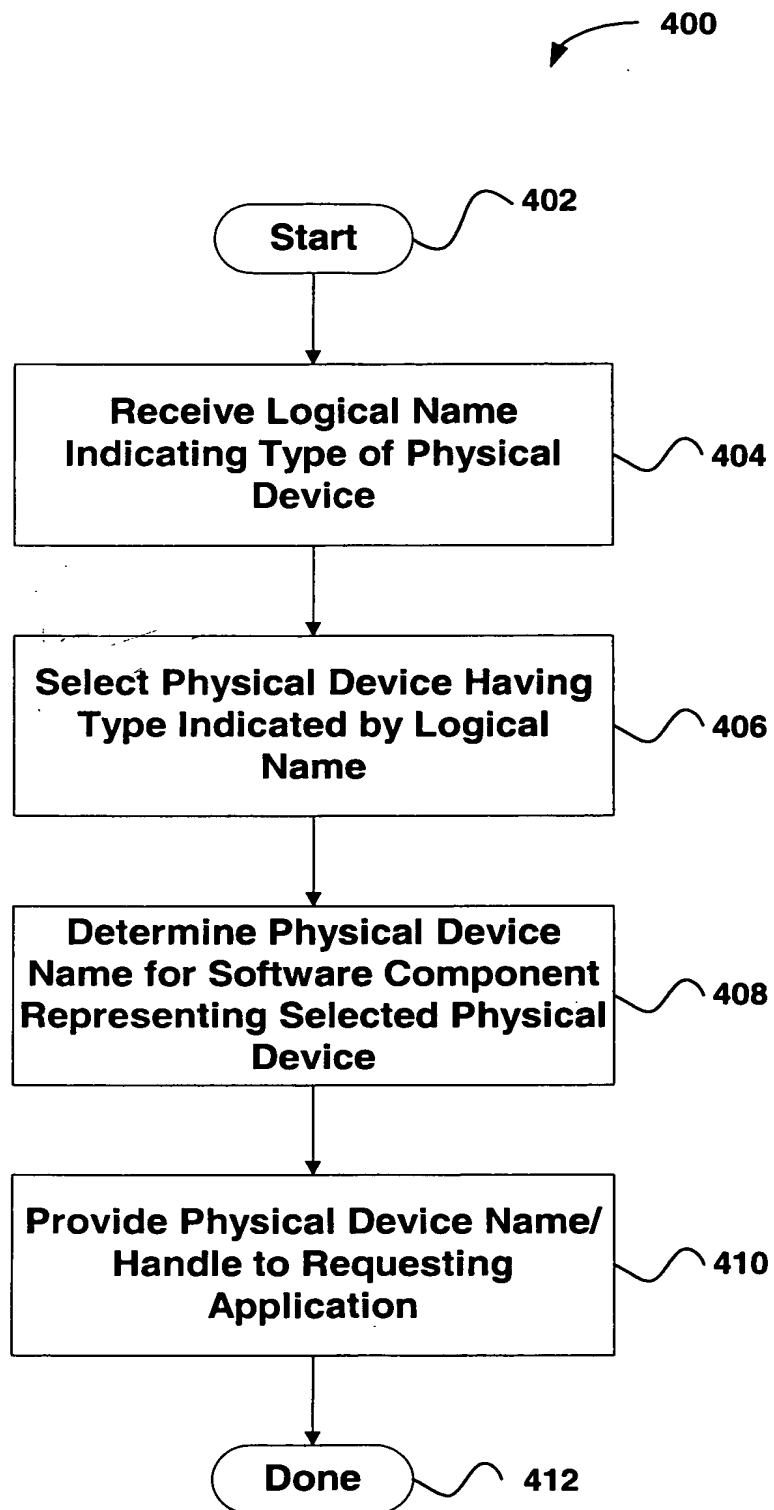 400
Start
402
Receive Logical Name
Indicating Type of Physical
Device
404
Select Physical Device Having
Type Indicated by Logical
Name
406
Determine Physical Device
Name for Software Component
Representing Selected Physical
Device
408
Provide Physical Device Name/
Handle to Requesting
Application
410
Done
412